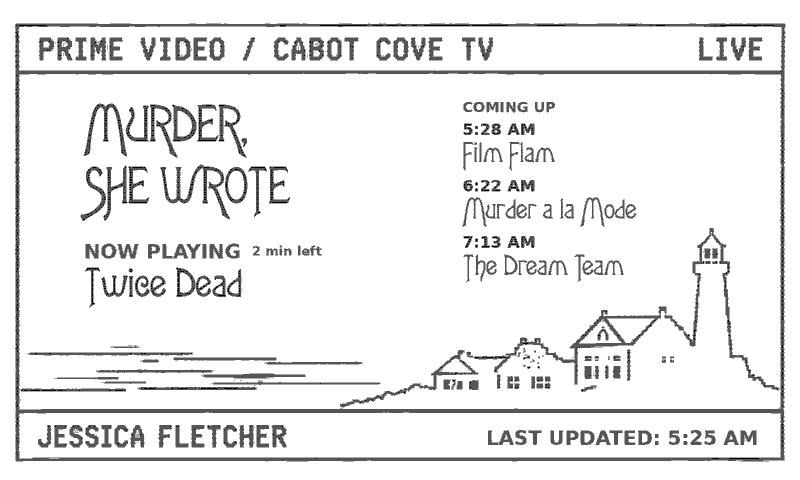 PRIME VIDEO / CABOT COVE TV
LIVE
MURDER,
SHE WROTE
NOW PLAYING 2 min left
Twice Dead
COMING UP
5:28 AM
Film Flam
6:22 AM
Murder a la Mode
7:13 AM
The Dream Team
JESSICA FLETCHER
LAST UPDATED: 5:25 AM